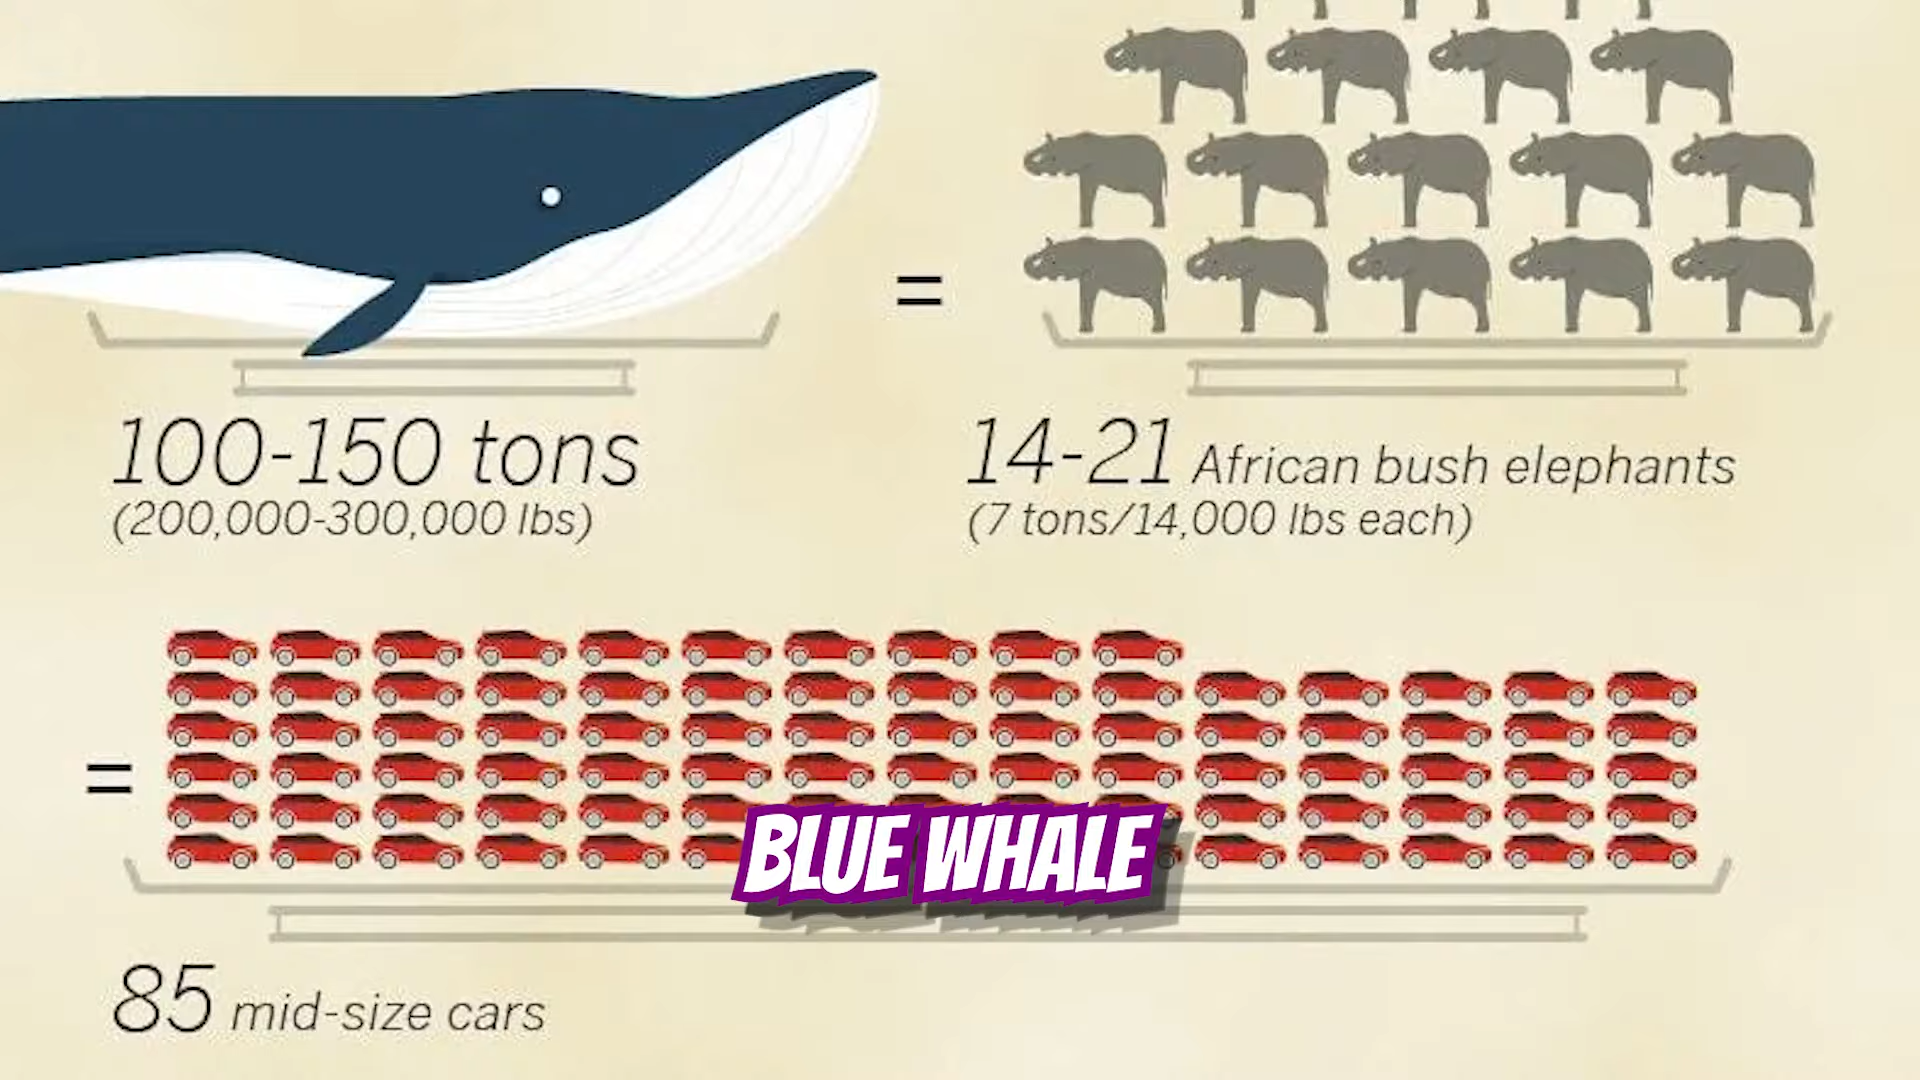 =
100-150 tons
(200,000-300,000 lbs)
14-21 African bush elephants
(7 tons/14,000 lbs each)
=
BLUE WHALE
85 mid-size cars